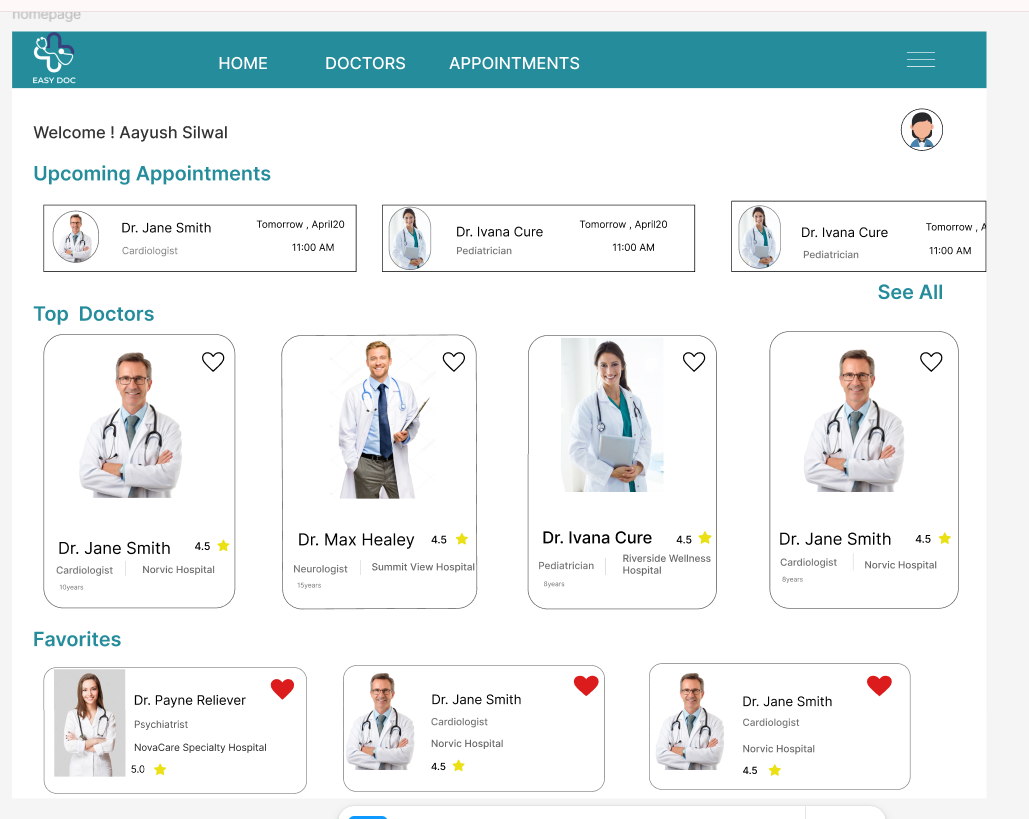 homepage
EASY DOC
HOME DOCTORS APPOINTMENTS
Welcome ! Aayush Silwal
Upcoming Appointments
Dr. Jane Smith
Cardiologist
Tomorrow , April20
11:00 AM
Dr. Ivana Cure
Pediatrician
Tomorrow , April20
11:00 AM
Dr. Ivana Cure
Pediatrician
Tomorrow , A
11:00 AM
See All
Top Doctors
Dr. Jane Smith 4.5
Cardiologist Norvic Hospital
10years
Dr. Max Healey 4.5
Neurologist Summit View Hospital
15years
Dr. Ivana Cure 4.5
Pediatrician
Riverside Wellness
Hospital
8years
Dr. Jane Smith 4.5
Cardiologist Norvic Hospital
8years
Favorites
Dr. Payne Reliever
Psychiatrist
NovaCare Specialty Hospital
5.0
Dr. Jane Smith
Cardiologist
Norvic Hospital
4.5
Dr. Jane Smith
Cardiologist
Norvic Hospital
4.5